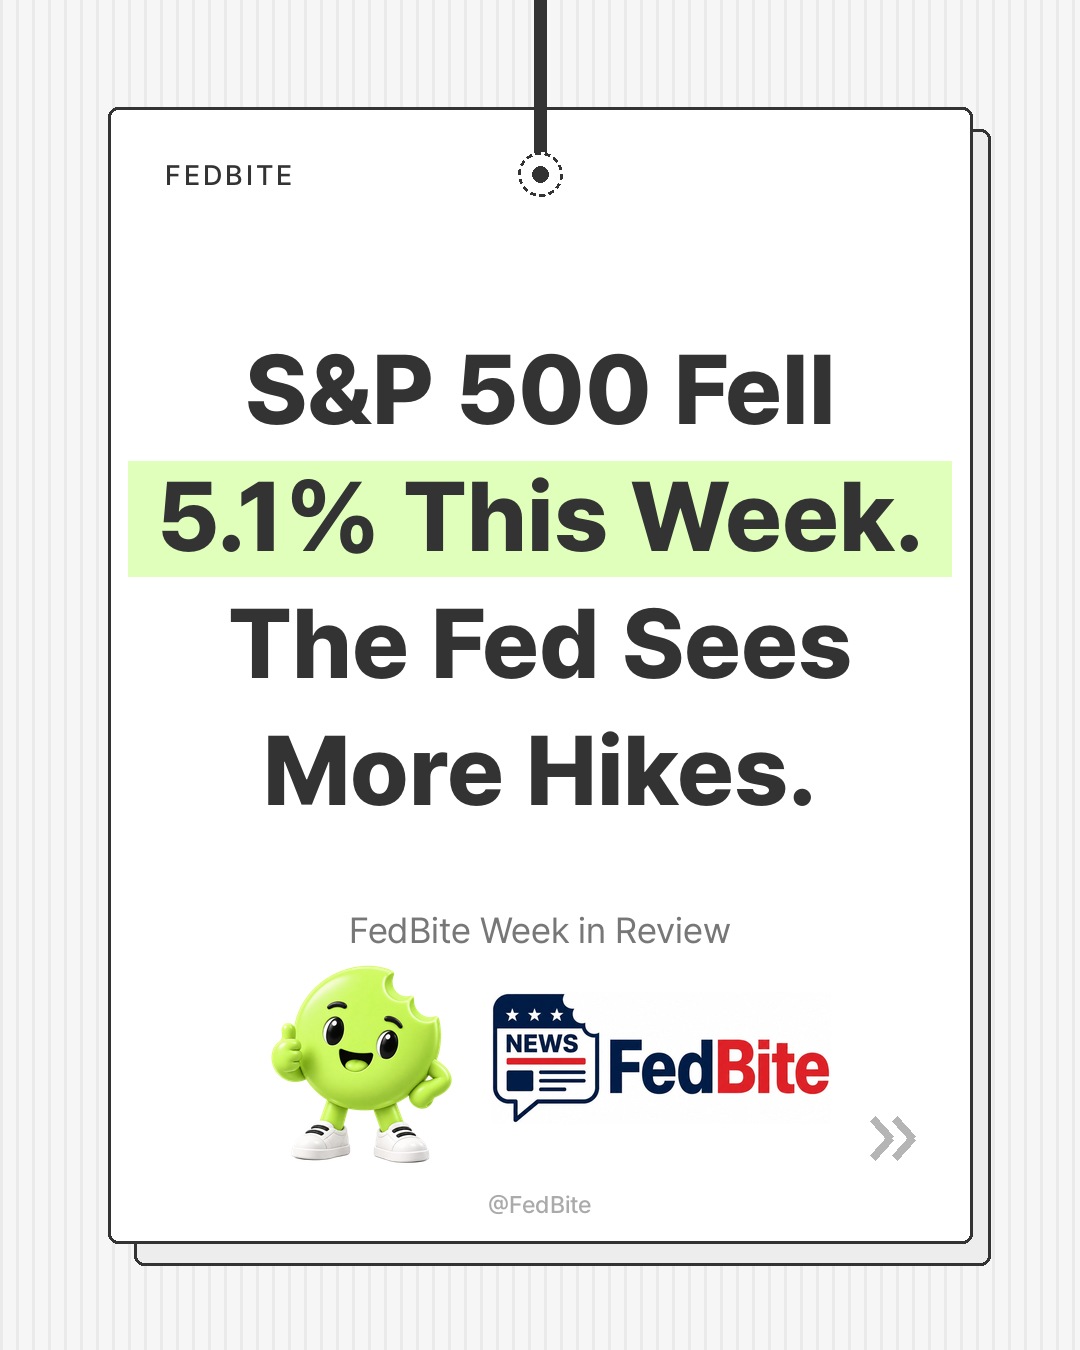 FEDBITE
S&P 500 Fell
5.1% This Week.
The Fed Sees
More Hikes.
FedBite Week in Review
NEWS
FedBite
@FedBite